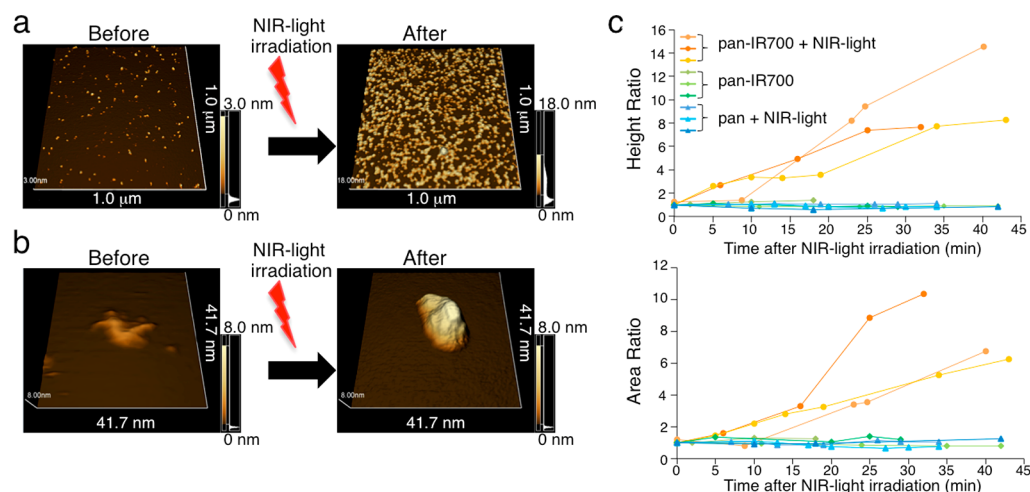 a
Before
NIR-light
irradiation
After
1.0 μm
3.0 nm
0 nm
3.00nm
1.0 μm
1.0 μm
18.0 nm
0 nm
18.00nm
1.0 μm
b
Before
NIR-light
irradiation
After
41.7 nm
8.0 nm
0 nm
8.00nm
41.7 nm
41.7 nm
8.0 nm
0 nm
8.00nm
41.7 nm
c
Height Ratio
16
14
12
10
8
6
4
2
0
pan-IR700 + NIR-light
pan-IR700
pan + NIR-light
0 5 10 15 20 25 30 35 40 45
Time after NIR-light irradiation (min)
Area Ratio
12
10
8
6
4
2
0
0 5 10 15 20 25 30 35 40 45
Time after NIR-light irradiation (min)